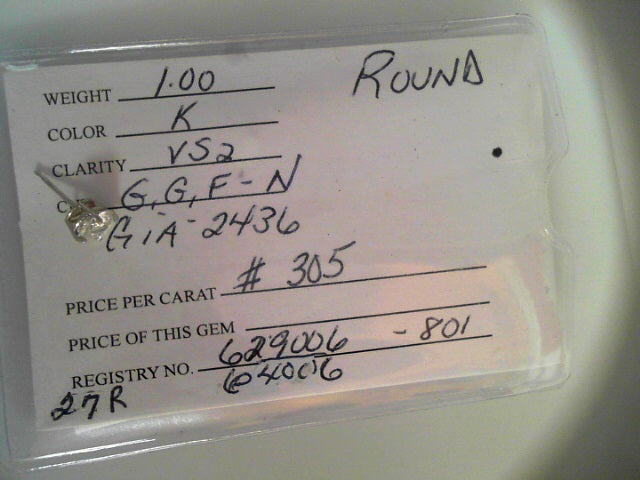 ROUND
WEIGHT 1.00
COLOR K
CLARITY VS2
G, G, F - N
GIA - 2436
PRICE PER CARAT # 305
PRICE OF THIS GEM
REGISTRY NO. 629006 - 801
64006
27R